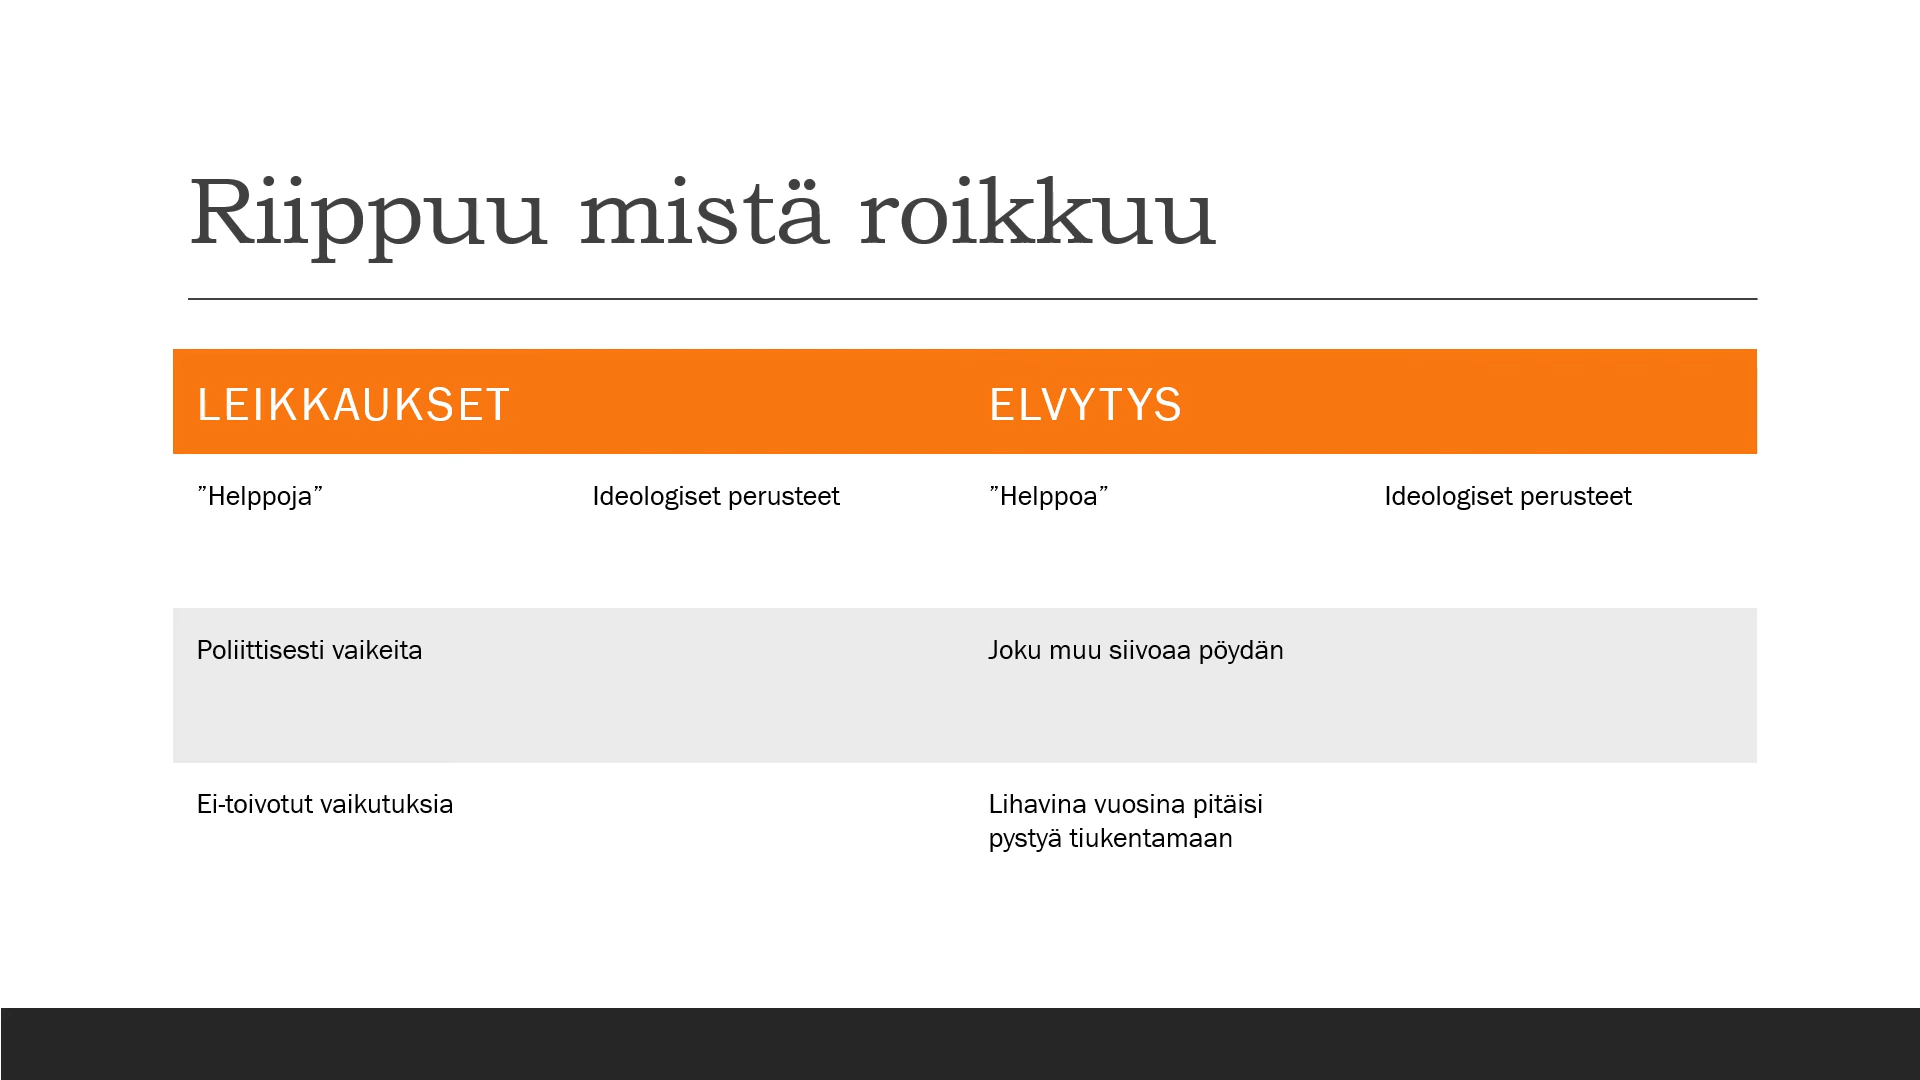 Riippuu mistä roikkuu
LEIKKAUKSET ELVYTYS
”Helppoja” Ideologiset perusteet ”Helppoa” Ideologiset perusteet
Poliittisesti vaikeita Joku muu siivoaa pöydän
Ei-toivotut vaikutuksia Lihavina vuosina pitäisi
pystyä tiukentamaan